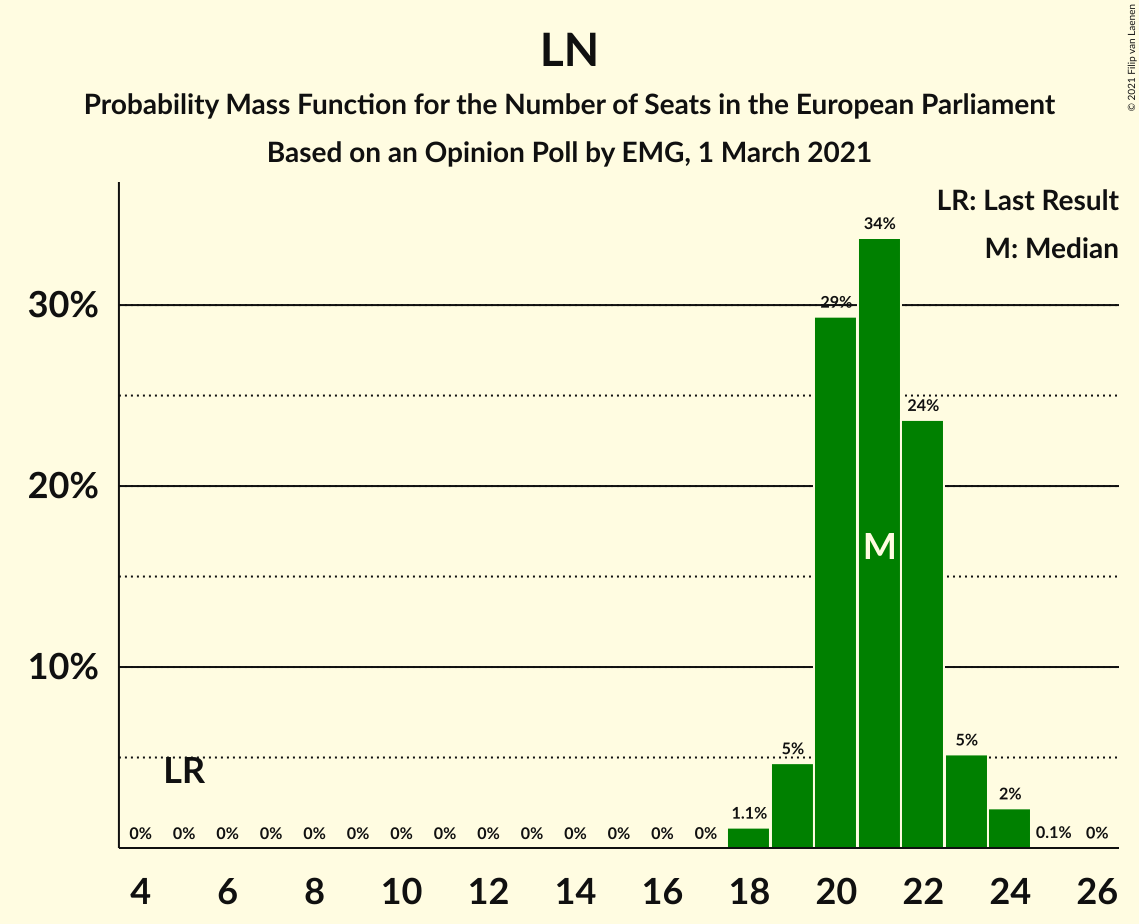 LN
Probability Mass Function for the Number of Seats in the European Parliament
Based on an Opinion Poll by EMG, 1 March 2021
© 2021 Filip van Laenen
LR: Last Result
M: Median
30%
20%
10%
LR
M
0% 0% 0% 0% 0% 0% 0% 0% 0% 0% 0% 0% 0% 0% 1.1% 5% 29% 34% 24% 5% 2% 0.1% 0%
4 6 8 10 12 14 16 18 20 22 24 26